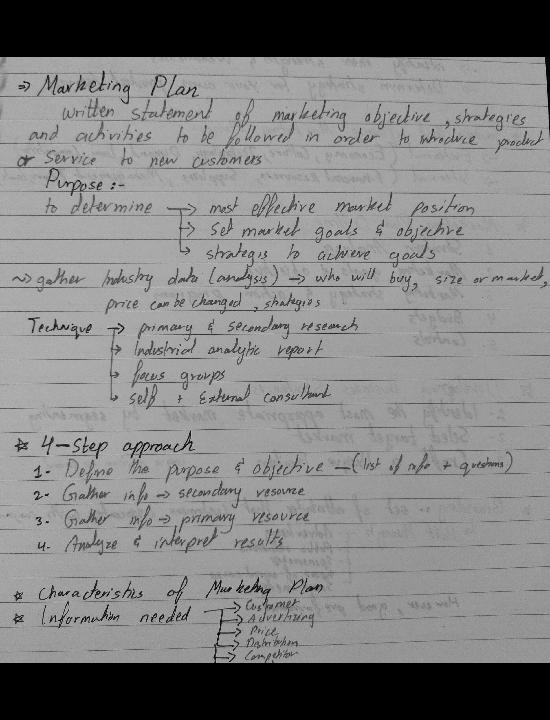 ⇒ Marketing Plan
written statement of marketing objective, strategies
and activities to be followed in order to introduce product
or service to new customers
Purpose :-
to determine → most effective market position
→ set market goals & objective
→ strategis to achieve goals
~> gather Industry data (analysis) → who will buy, size or market,
price can be changed, strategies
Technique → primary & secondary research
→ Industrial analytic report
→ focus groups
→ self + External consultant
* 4-Step approach
1- Define the purpose & objective — (list of info + questions)
2- Gather info → secondary resource
3- Gather info → primary resource
4- Analyze & interpret results
* Characteristics of Marketing Plan
* Information needed → Customer
→ Advertizing
→ Price
→ Distribution
→ Competitor